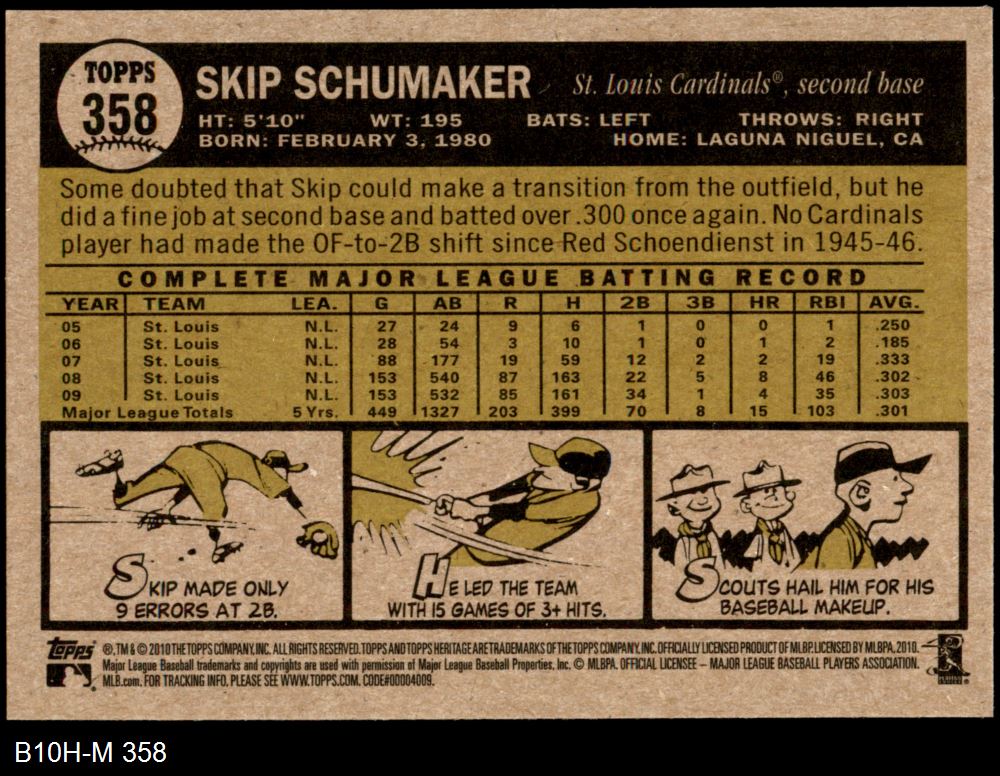 TOPPS
358
SKIP SCHUMAKER St. Louis Cardinals®, second base
HT: 5'10" WT: 195 BATS: LEFT THROWS: RIGHT
BORN: FEBRUARY 3, 1980 HOME: LAGUNA NIGUEL, CA
Some doubted that Skip could make a transition from the outfield, but he
did a fine job at second base and batted over .300 once again. No Cardinals
player had made the OF-to-2B shift since Red Schoendienst in 1945-46.
COMPLETE MAJOR LEAGUE BATTING RECORD
YEAR TEAM LEA. G AB R H 2B 3B HR RBI AVG.
05 St. Louis N.L. 27 24 9 6 1 0 0 1 .250
06 St. Louis N.L. 28 54 3 10 1 0 1 2 .185
07 St. Louis N.L. 88 177 19 59 12 2 2 19 .333
08 St. Louis N.L. 153 540 87 163 22 5 8 46 .302
09 St. Louis N.L. 153 532 85 161 34 1 4 35 .303
Major League Totals 5 Yrs. 449 1327 203 399 70 8 15 103 .301
SKIP MADE ONLY
9 ERRORS AT 2B.
HE LED THE TEAM
WITH 15 GAMES OF 3+ HITS.
SCOUTS HAIL HIM FOR HIS
BASEBALL MAKEUP.
topps ®, TM & © 2010 THE TOPPS COMPANY, INC. ALL RIGHTS RESERVED. TOPPS AND TOPPS HERITAGE ARE TRADEMARKS OF THE TOPPS COMPANY, INC. OFFICIALLY LICENSED PRODUCT OF MLBP. LICENSED BY MLBPA, 2010.
Major League Baseball trademarks and copyrights are used with permission of Major League Baseball Properties, Inc. © MLBPA. OFFICIAL LICENSEE – MAJOR LEAGUE BASEBALL PLAYERS ASSOCIATION.
MLB.com. FOR TRACKING INFO, PLEASE SEE WWW.TOPPS.COM. CODE#00004009.
B10H-M 358